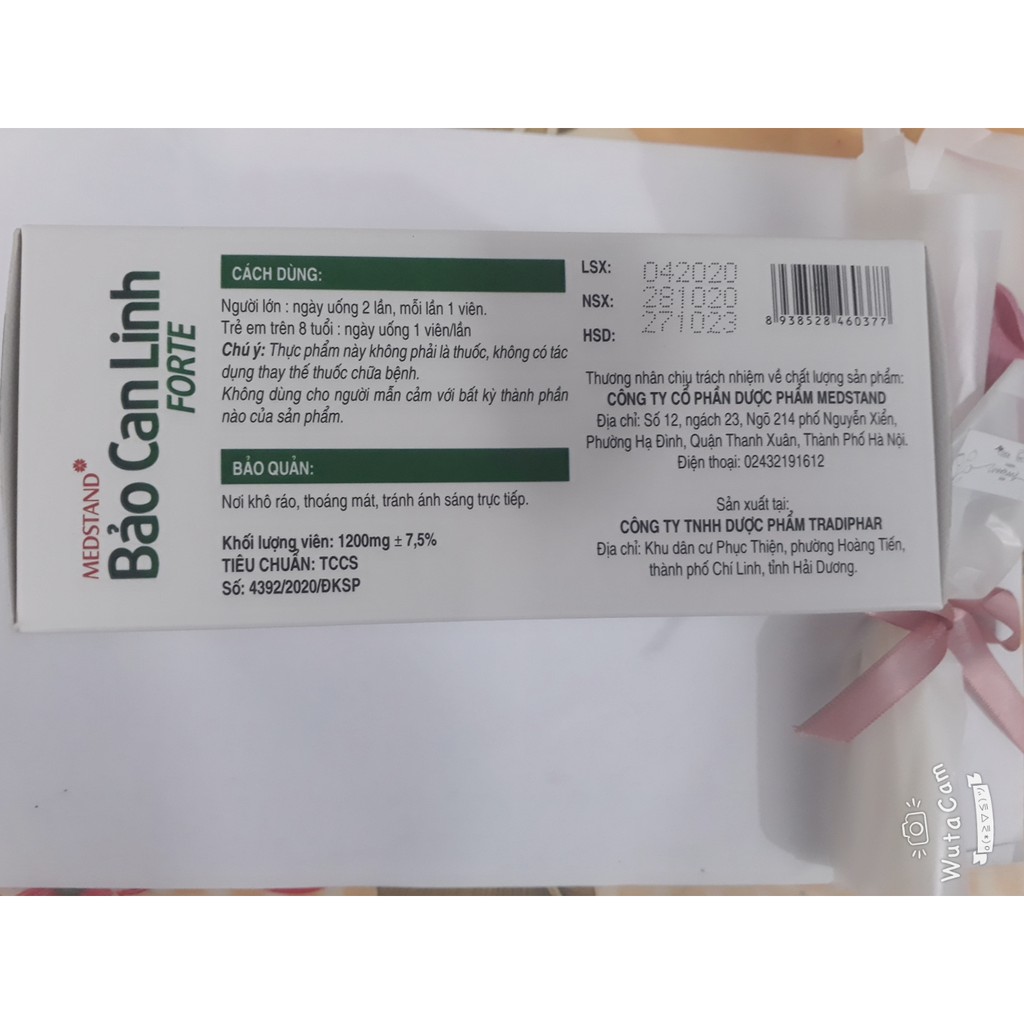 MEDSTAND
Bảo Can Linh
FORTE
CÁCH DÙNG:
Người lớn : ngày uống 2 lần, mỗi lần 1 viên.
Trẻ em trên 8 tuổi : ngày uống 1 viên/lần
Chú ý: Thực phẩm này không phải là thuốc, không có tác
dụng thay thế thuốc chữa bệnh.
Không dùng cho người mẫn cảm với bất kỳ thành phần
nào của sản phẩm.
BẢO QUẢN:
Nơi khô ráo, thoáng mát, tránh ánh sáng trực tiếp.
Khối lượng viên: 1200mg ± 7,5%
TIÊU CHUẨN: TCCS
Số: 4392/2020/ĐKSP
LSX: 042020
NSX: 281020
HSD: 271023
8 938528 460377
Thương nhân chịu trách nhiệm về chất lượng sản phẩm:
CÔNG TY CỔ PHẦN DƯỢC PHẨM MEDSTAND
Địa chỉ: Số 12, ngách 23, Ngõ 214 phố Nguyễn Xiển,
Phường Hạ Đình, Quận Thanh Xuân, Thành Phố Hà Nội.
Điện thoại: 02432191612
Sản xuất tại:
CÔNG TY TNHH DƯỢC PHẨM TRADIPHAR
Địa chỉ: Khu dân cư Phục Thiện, phường Hoàng Tiến,
thành phố Chí Linh, tỉnh Hải Dương.
WutaCam